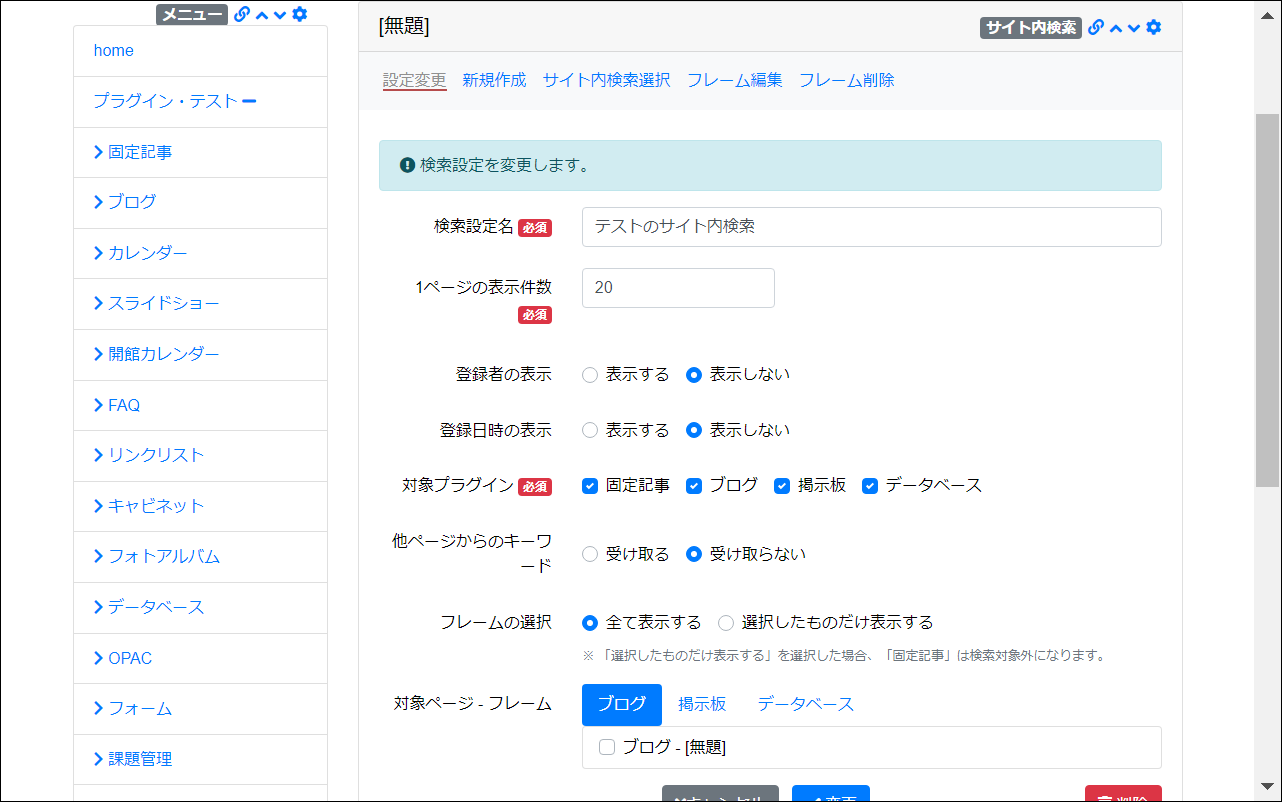 メニュー
home
プラグイン・テスト
固定記事
ブログ
カレンダー
スライドショー
開館カレンダー
FAQ
リンクリスト
キャビネット
フォトアルバム
データベース
OPAC
フォーム
課題管理
[無題]
サイト内検索
設定変更 新規作成 サイト内検索選択 フレーム編集 フレーム削除
検索設定を変更します。
検索設定名 必須 テストのサイト内検索
1ページの表示件数 20
必須
登録者の表示 表示する 表示しない
登録日時の表示 表示する 表示しない
対象プラグイン 必須 固定記事 ブログ 掲示板 データベース
他ページからのキーワ
ード 受け取る 受け取らない
フレームの選択 全て表示する 選択したものだけ表示する
※ 「選択したものだけ表示する」を選択した場合、「固定記事」は検索対象外になります。
対象ページ - フレーム ブログ 掲示板 データベース
ブログ - [無題]
キャンセル 変更 削除